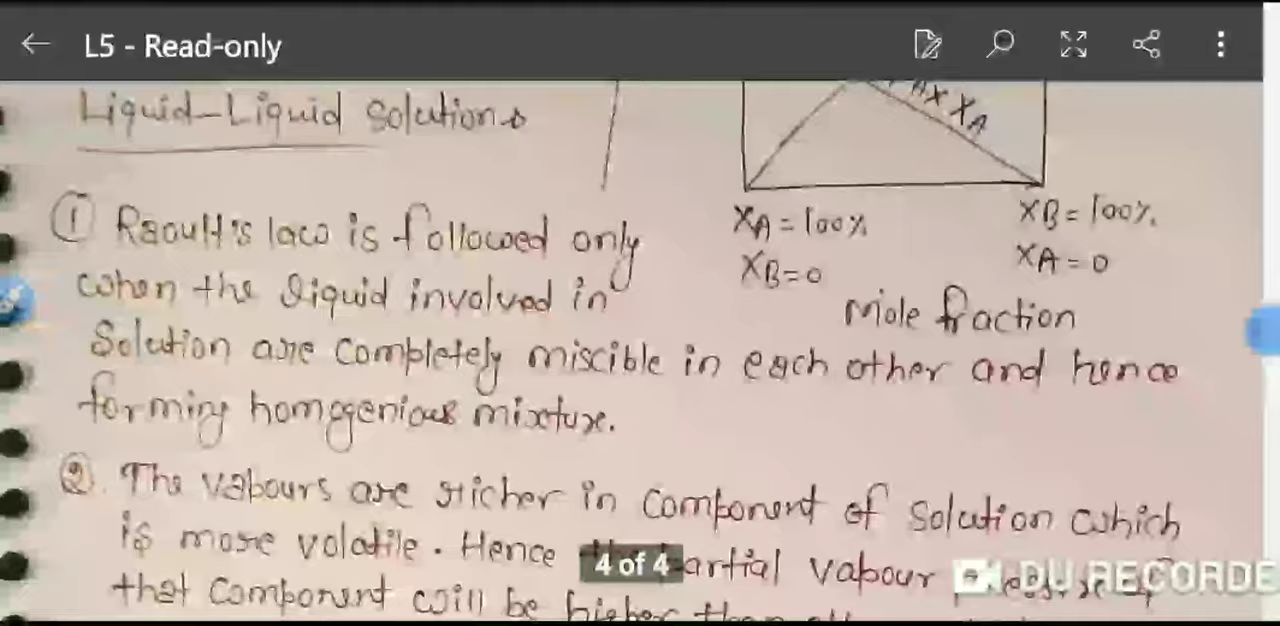 L5 - Read-only
Liquid-Liquid Solutions
XA
XA = 100%
XB = 0
XB = 100%
XA = 0
Mole fraction
① Raoult's law is followed only
when the liquid involved in
Solution are completely miscible in each other and hence
forming homogenious mixture.
② The vapours are richer in component of solution which
is more volatile. Hence vapour
4 of 4
DU RECORDE
that component will be higher than